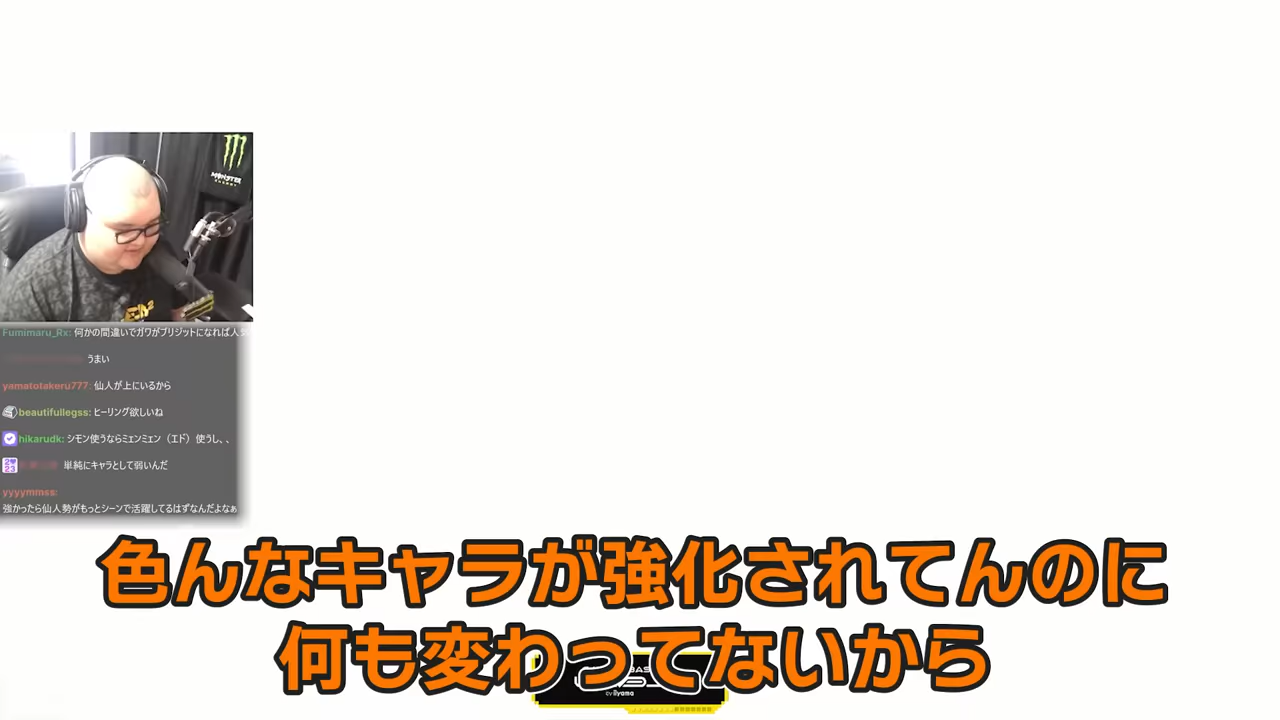 MONSTER
ENERGY
Fumimaru_Rx: 何かの間違いでガワがブリジットになれば人気
うまい
yamatotakeru777: 仙人が上にいるから
beautifullegss: ヒーリング欲しいね
hikarudk: シモン使うならミェンミェン（エド）使うし、、
単純にキャラとして弱いんだ
yyyymmss:
強かったら仙人勢がもっとシーンで活躍してるはずなんだよなぁ
色んなキャラが強化されてんのに
何も変わってないから
BY iiyama